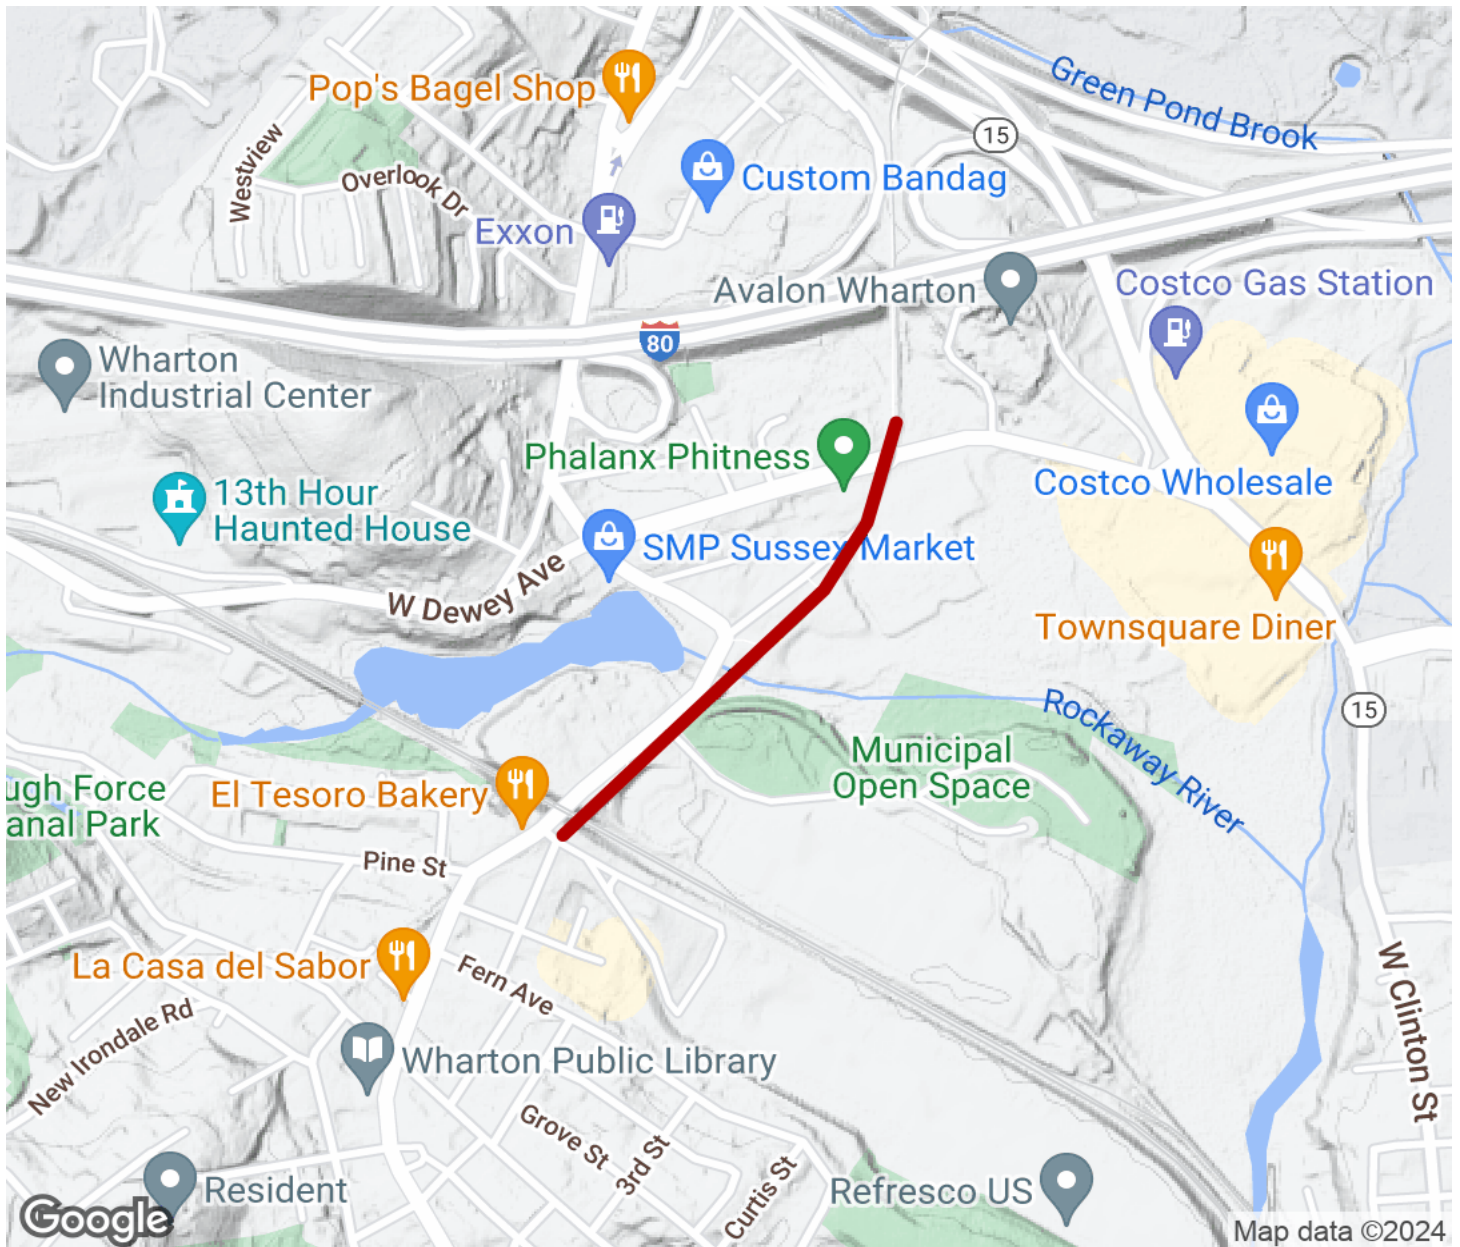 Pop's Bagel Shop
Green Pond Brook
15
Westview
Overlook Dr
Custom Bandag
Exxon
Avalon Wharton
Costco Gas Station
80
Wharton
Industrial Center
Phalanx Phitness
Costco Wholesale
13th Hour
Haunted House
SMP Sussex Market
W Dewey Ave
Townsquare Diner
15
Rockaway River
Municipal
Open Space
ugh Force
anal Park
El Tesoro Bakery
Pine St
La Casa del Sabor
Fern Ave
New Irondale Rd
W Clinton St
Wharton Public Library
Grove St
3rd St
Curtis St
Resident
Refresco US
Google
Map data ©2024